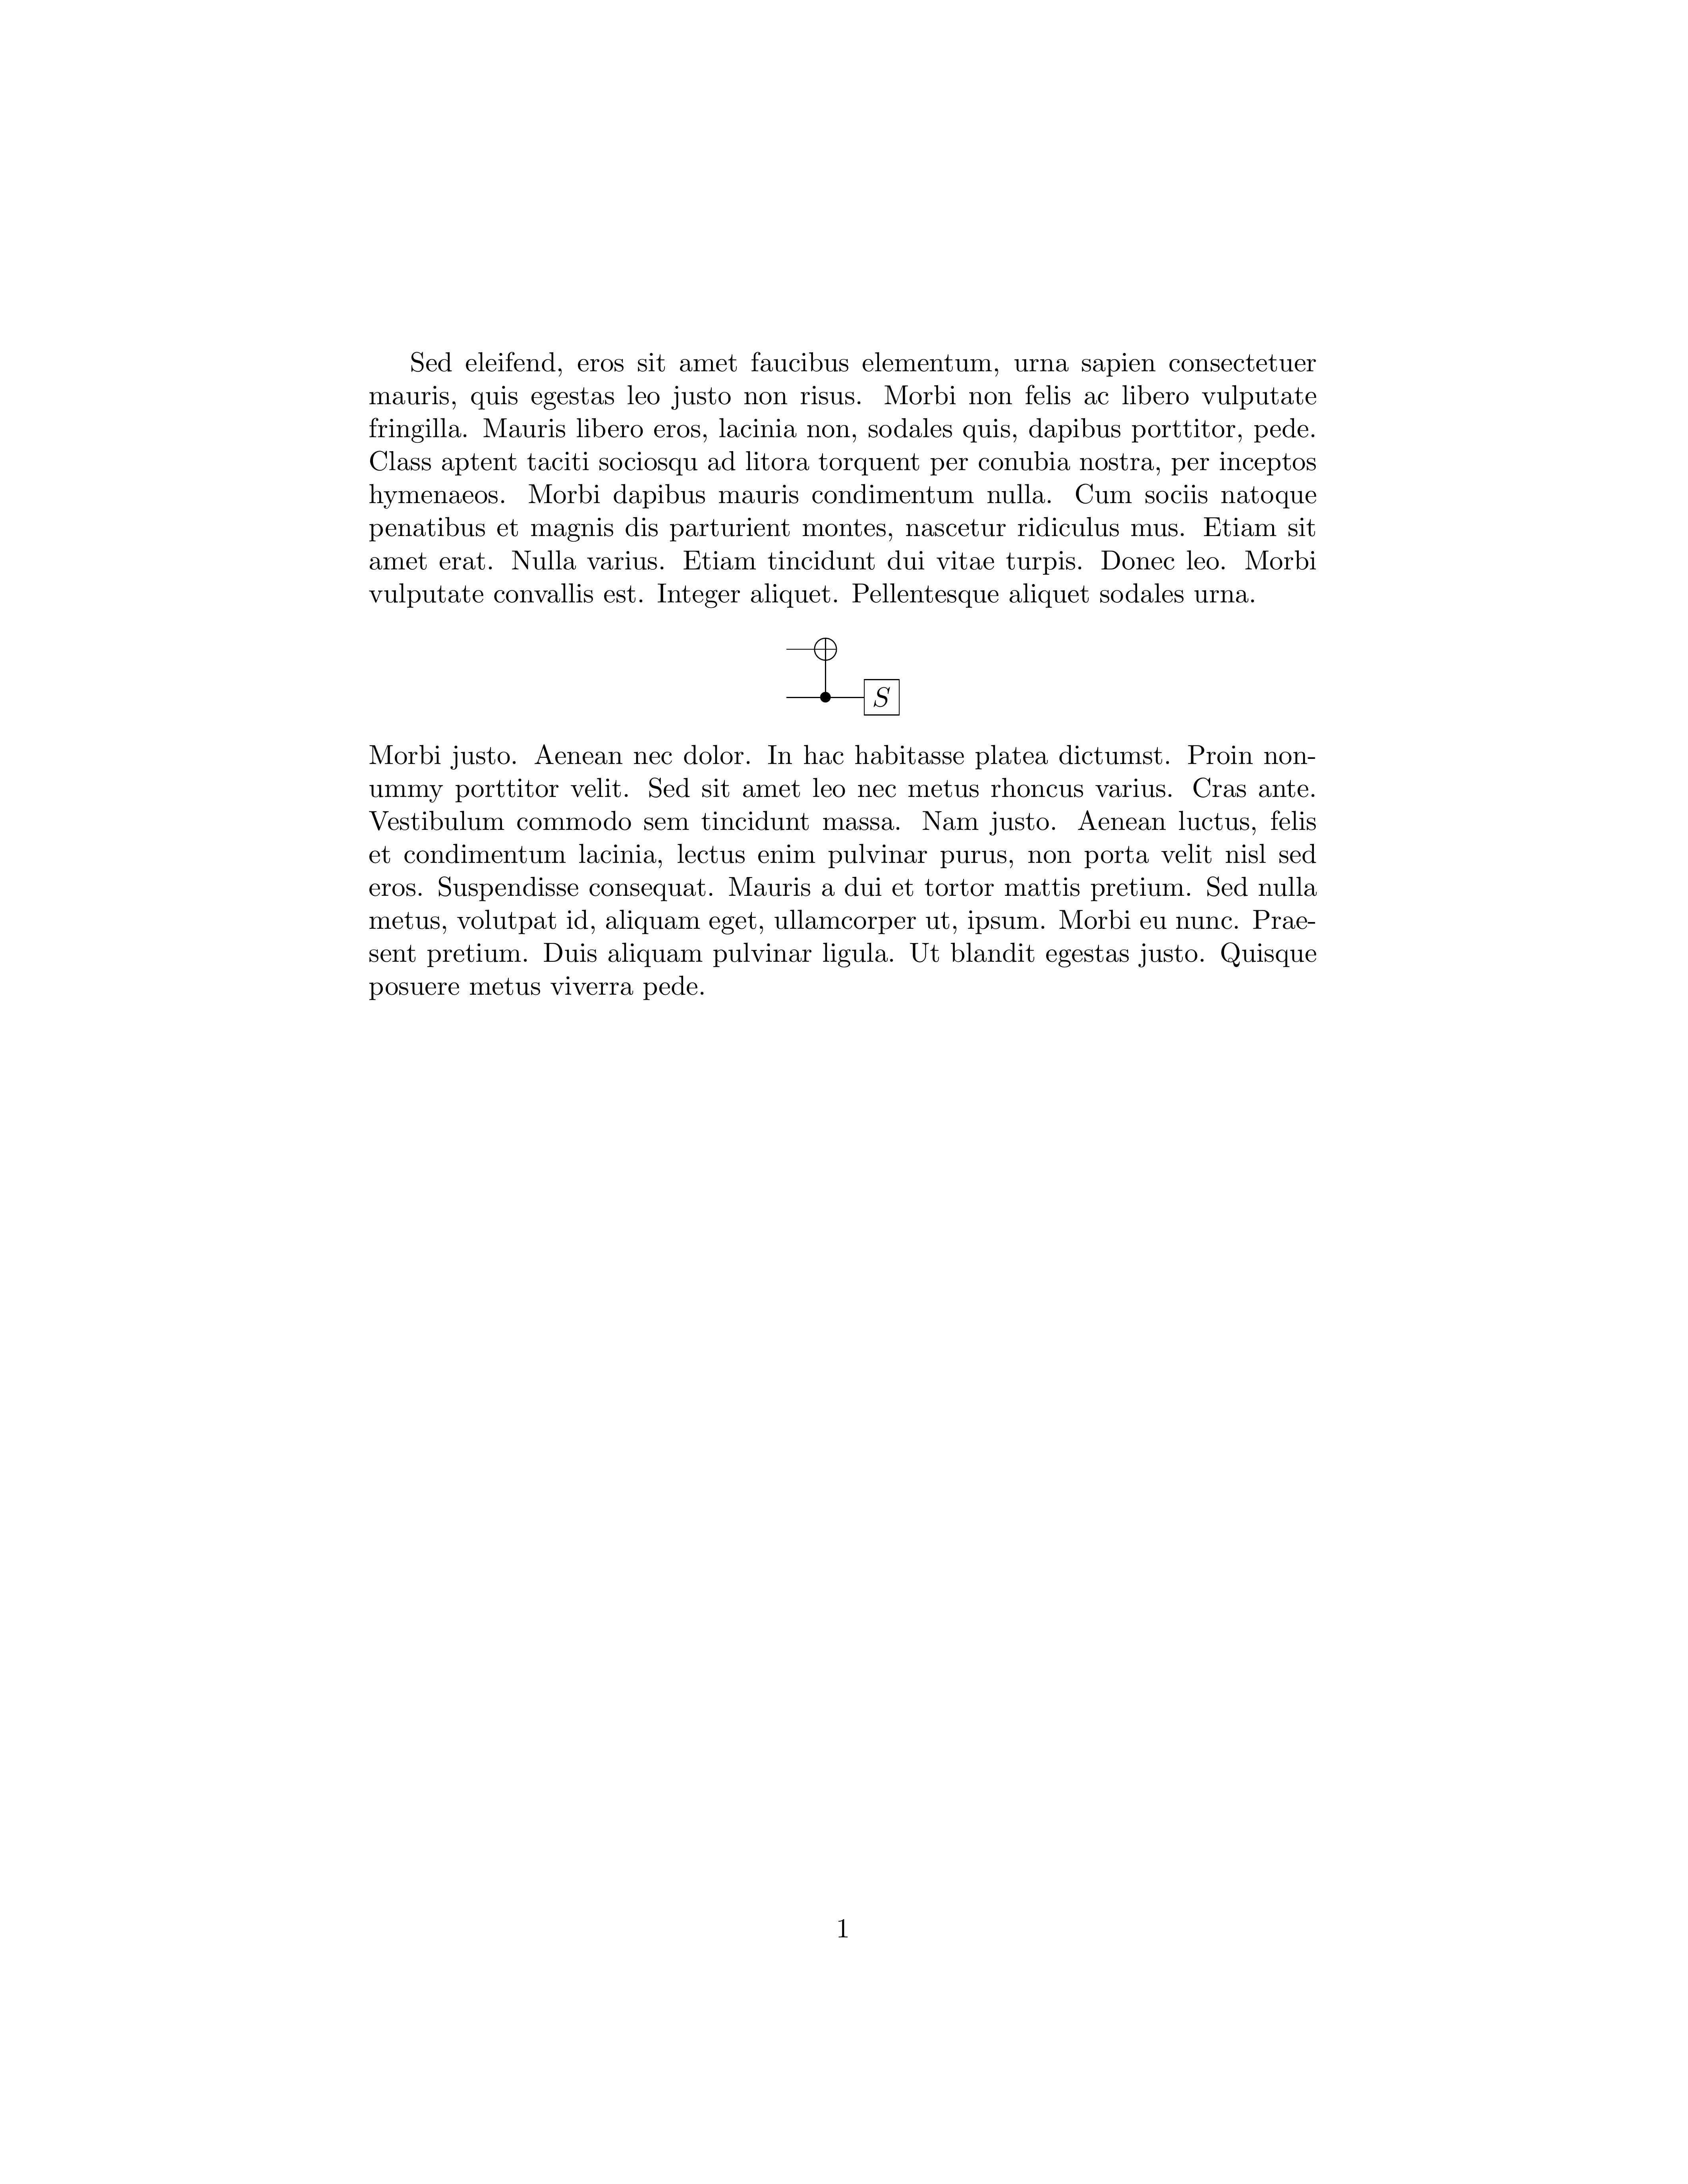 Sed eleifend, eros sit amet faucibus elementum, urna sapien consectetuer
mauris, quis egestas leo justo non risus. Morbi non felis ac libero vulputate
fringilla. Mauris libero eros, lacinia non, sodales quis, dapibus porttitor, pede.
Class aptent taciti sociosqu ad litora torquent per conubia nostra, per inceptos
hymenaeos. Morbi dapibus mauris condimentum nulla. Cum sociis natoque
penatibus et magnis dis parturient montes, nascetur ridiculus mus. Etiam sit
amet erat. Nulla varius. Etiam tincidunt dui vitae turpis. Donec leo. Morbi
vulputate convallis est. Integer aliquet. Pellentesque aliquet sodales urna.
S
Morbi justo. Aenean nec dolor. In hac habitasse platea dictumst. Proin non-
ummy porttitor velit. Sed sit amet leo nec metus rhoncus varius. Cras ante.
Vestibulum commodo sem tincidunt massa. Nam justo. Aenean luctus, felis
et condimentum lacinia, lectus enim pulvinar purus, non porta velit nisl sed
eros. Suspendisse consequat. Mauris a dui et tortor mattis pretium. Sed nulla
metus, volutpat id, aliquam eget, ullamcorper ut, ipsum. Morbi eu nunc. Prae-
sent pretium. Duis aliquam pulvinar ligula. Ut blandit egestas justo. Quisque
posuere metus viverra pede.
1